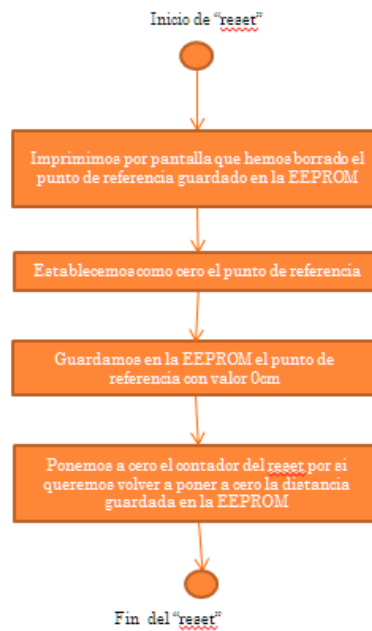 Inicio de “reset”
Imprimimos por pantalla que hemos borrado el
punto de referencia guardado en la EEPROM
Establecemos como cero el punto de referencia
Guardamos en la EEPROM el punto de
referencia con valor 0cm
Ponemos a cero el contador del reset por si
queremos volver a poner a cero la distancia
guardada en la EEPROM
Fin del “reset”